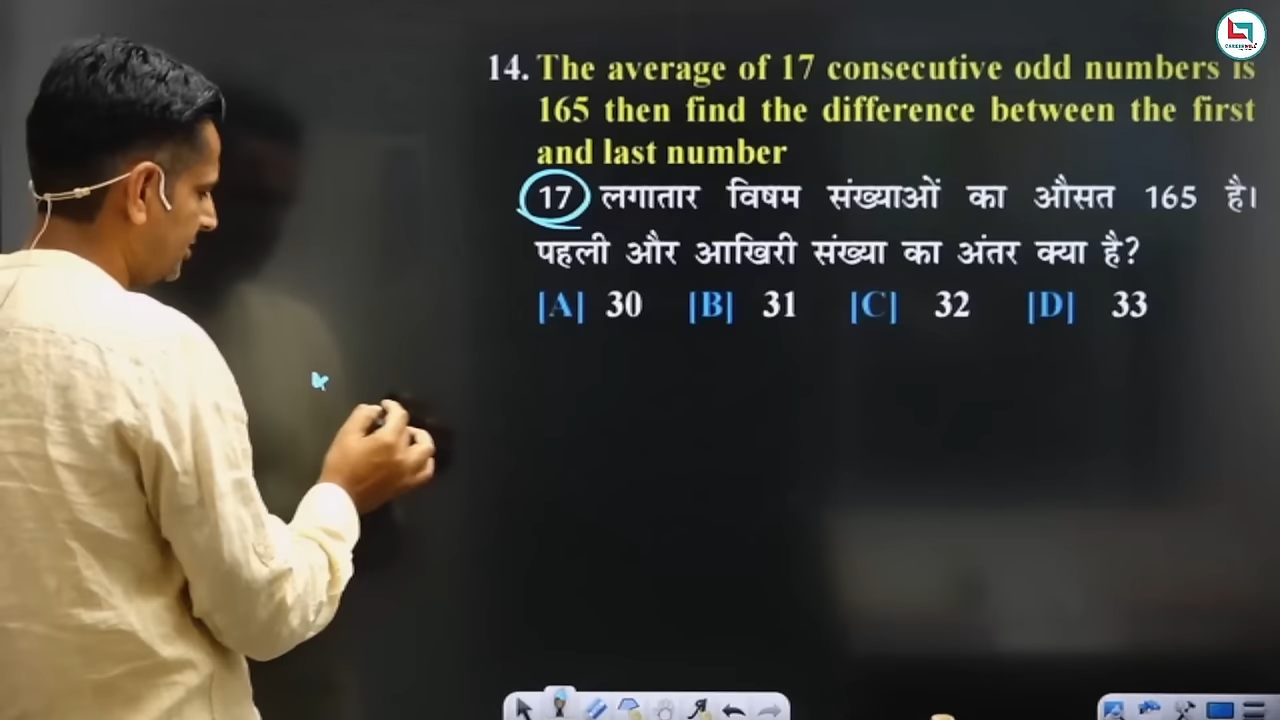 14. The average of 17 consecutive odd numbers is
165 then find the difference between the first
and last number
17 लगातार विषम संख्याओं का औसत 165 है।
पहली और आखिरी संख्या का अंतर क्या है?
[A] 30 [B] 31 [C] 32 [D] 33